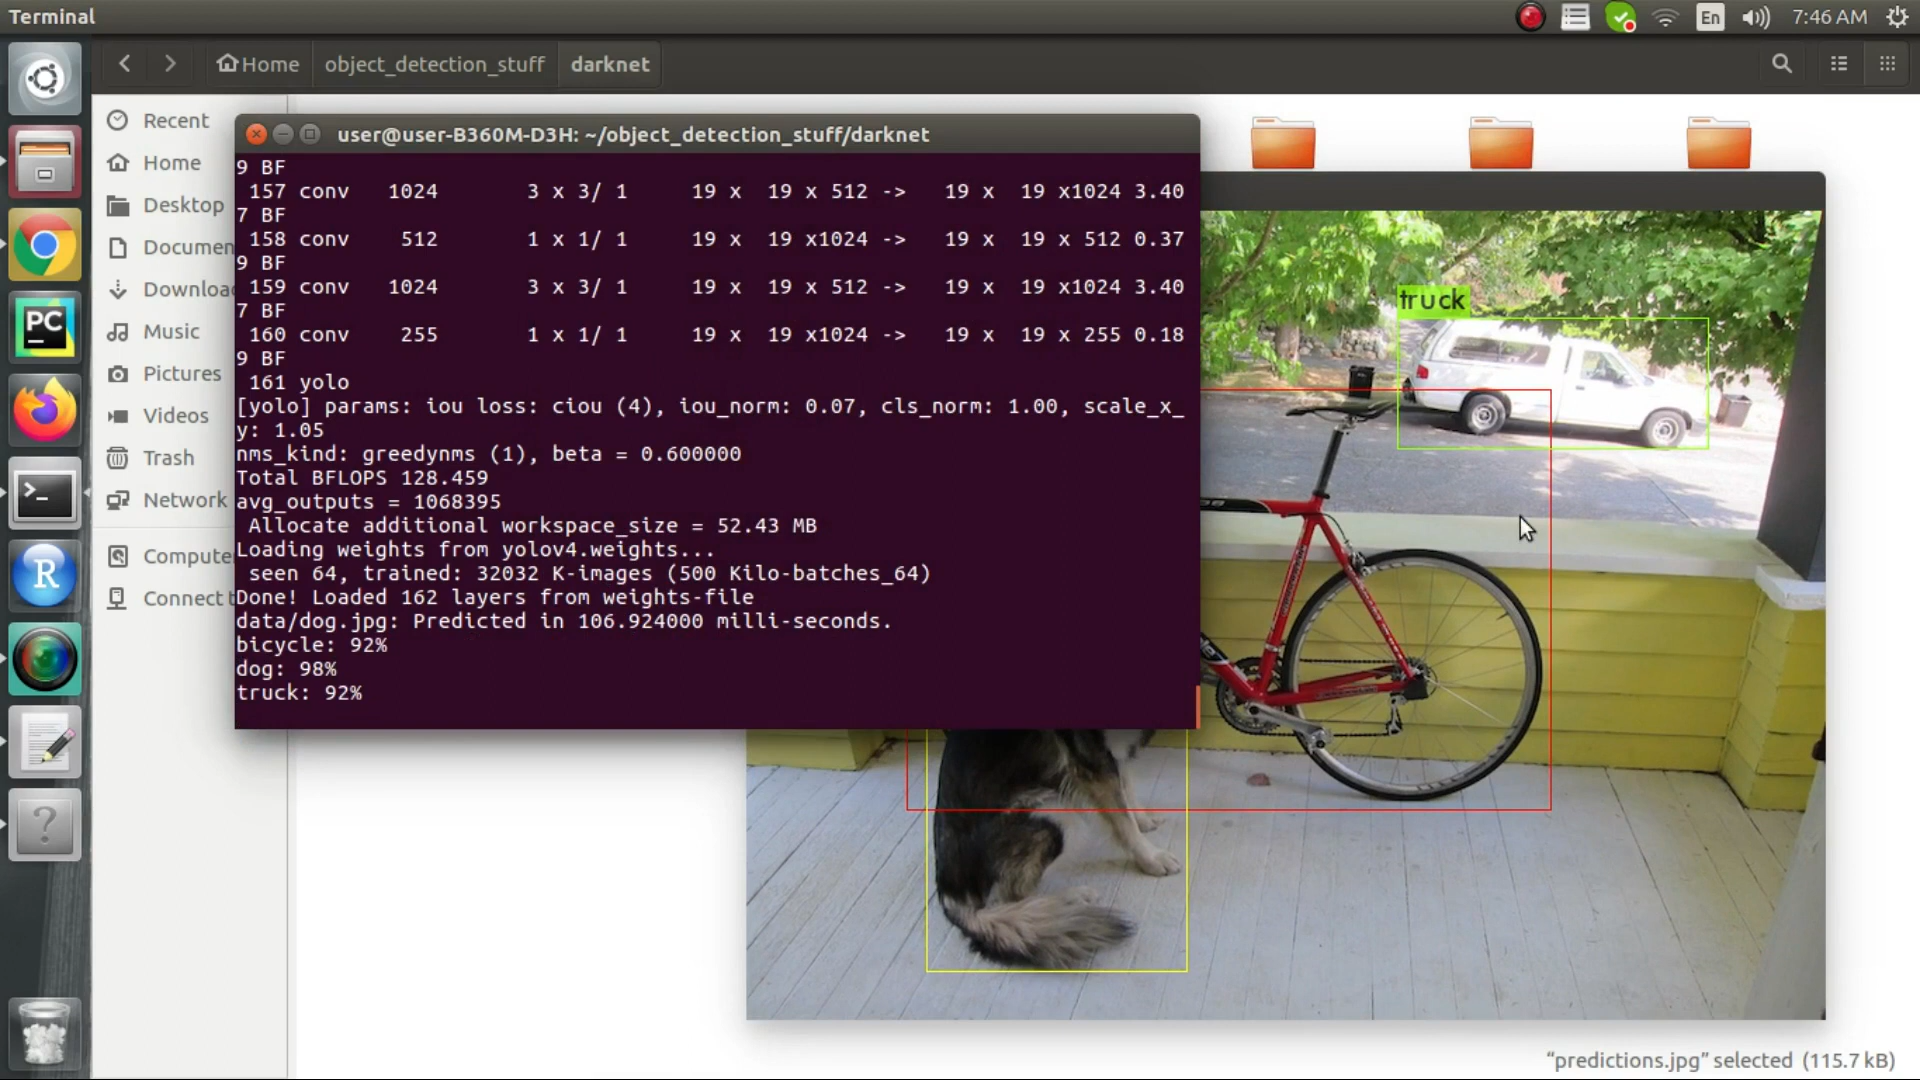 Terminal
En
7:46 AM
Home
object_detection_stuff
darknet
Recent
Home
Desktop
Documen
Downloa
Music
Pictures
Videos
Trash
Network
Compute
Connect t
user@user-B360M-D3H: ~/object_detection_stuff/darknet
9 BF
157 conv 1024 3 x 3/ 1 19 x 19 x 512 -> 19 x 19 x1024 3.40
7 BF
158 conv 512 1 x 1/ 1 19 x 19 x1024 -> 19 x 19 x 512 0.37
9 BF
159 conv 1024 3 x 3/ 1 19 x 19 x 512 -> 19 x 19 x1024 3.40
7 BF
160 conv 255 1 x 1/ 1 19 x 19 x1024 -> 19 x 19 x 255 0.18
9 BF
161 yolo
[yolo] params: iou loss: ciou (4), iou_norm: 0.07, cls_norm: 1.00, scale_x_
y: 1.05
nms_kind: greedynms (1), beta = 0.600000
Total BFLOPS 128.459
avg_outputs = 1068395
Allocate additional workspace_size = 52.43 MB
Loading weights from yolov4.weights...
seen 64, trained: 32032 K-images (500 Kilo-batches_64)
Done! Loaded 162 layers from weights-file
data/dog.jpg: Predicted in 106.924000 milli-seconds.
bicycle: 92%
dog: 98%
truck: 92%
truck
PC
>_
R
?
“predictions.jpg” selected (115.7 kB)